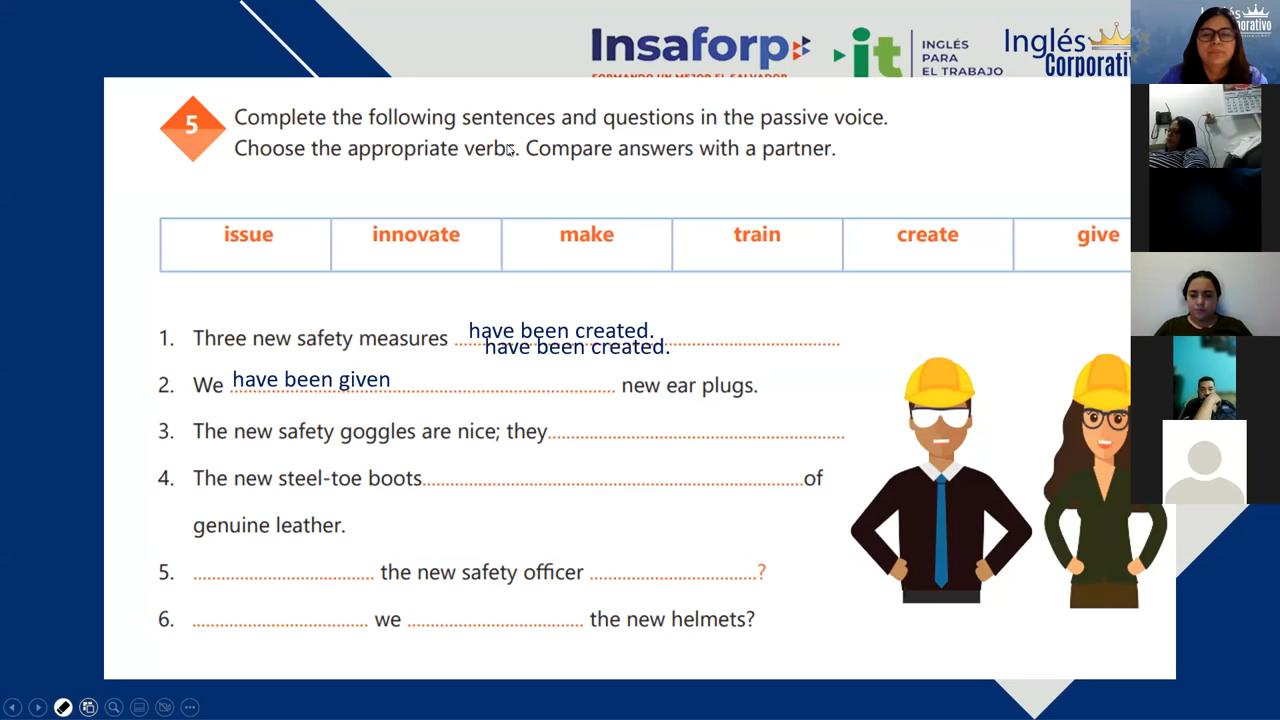 Insaforp
FORMANDO UN MEJOR EL SALVADOR
it
INGLÉS
PARA
EL TRABAJO
Inglés
Corporativ
5
Complete the following sentences and questions in the passive voice.
Choose the appropriate verbs. Compare answers with a partner.
issue innovate make train create give
1. Three new safety measures have been created.
have been created.
2. We have been given new ear plugs.
3. The new safety goggles are nice; they
4. The new steel-toe boots of
genuine leather.
5. the new safety officer ?
6. we the new helmets?